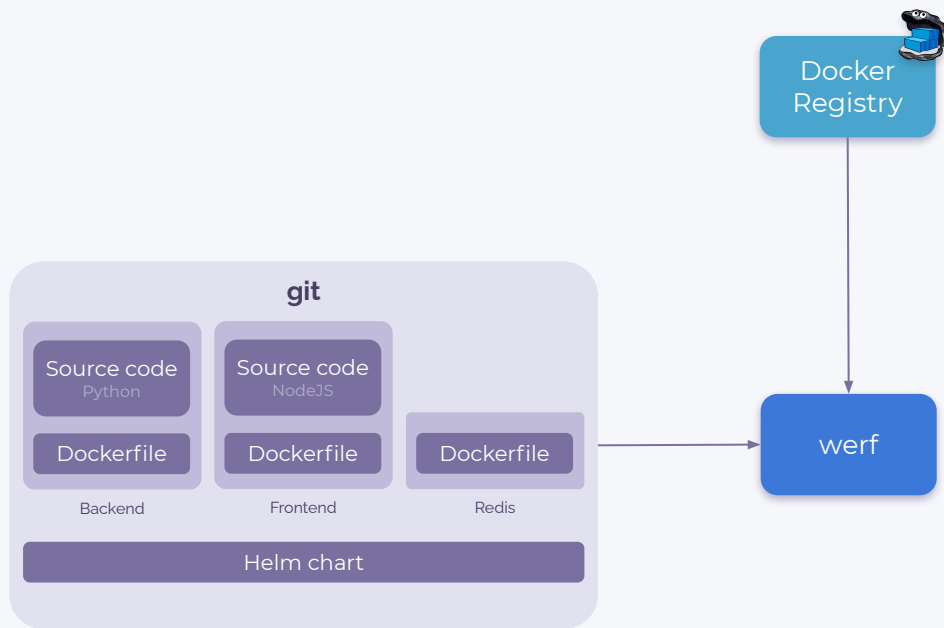 Docker
Registry
git
Source code
Python
Dockerfile
Backend
Source code
NodeJS
Dockerfile
Frontend
Dockerfile
Redis
Helm chart
werf